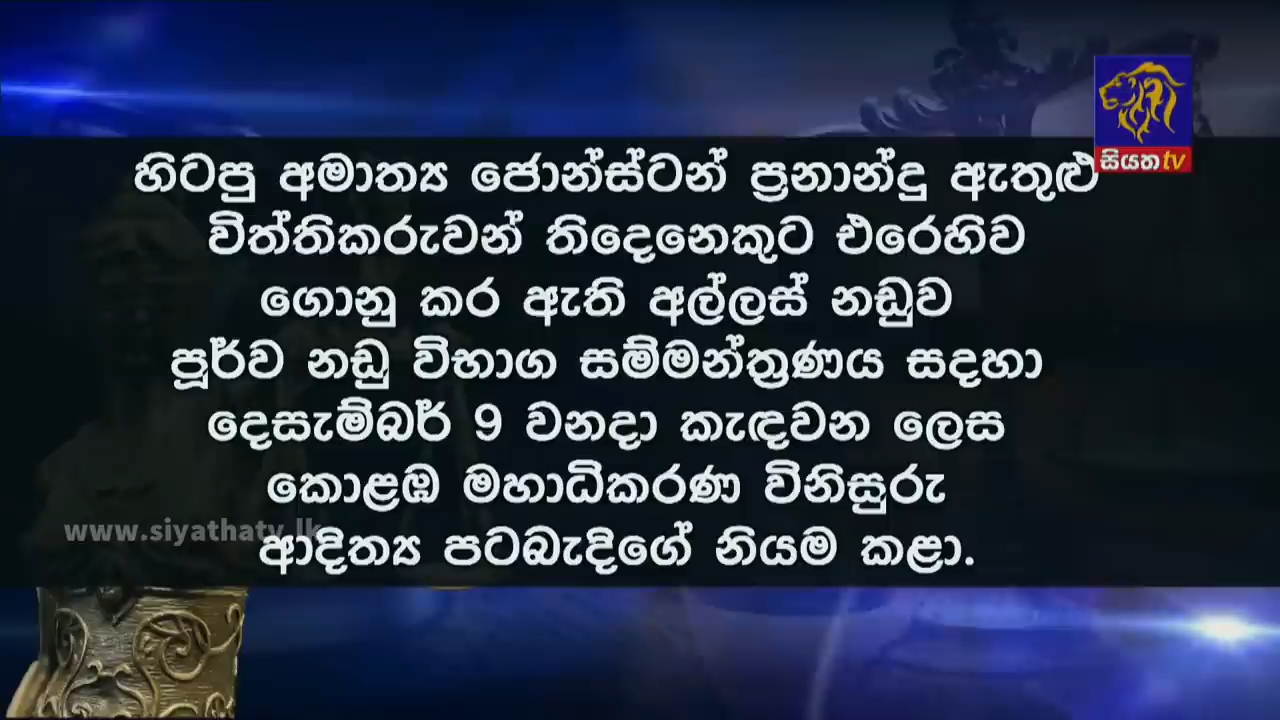 සියත tv
හිටපු අමාත්‍ය ජොන්ස්ටන් ප්‍රනාන්දු ඇතුළු
විත්තිකරුවන් තිදෙනෙකුට එරෙහිව
ගොනු කර ඇති අල්ලස් නඩුව
පූර්ව නඩු විභාග සම්මන්ත්‍රණය සදහා
දෙසැම්බර් 9 වනදා කැඳවන ලෙස
කොළඹ මහාධිකරණ විනිසුරු
www.siyathatv.lk
ආදිත්‍ය පටබැදිගේ නියම කළා.